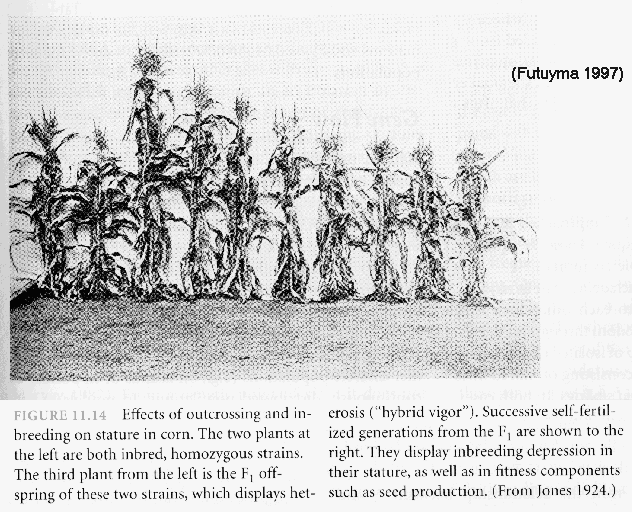 (Futuyma 1997)
FIGURE 11.14 Effects of outcrossing and in-
breeding on stature in corn. The two plants at
the left are both inbred, homozygous strains.
The third plant from the left is the F1 off-
spring of these two strains, which displays het-
erosis ("hybrid vigor"). Successive self-fertil-
ized generations from the F1 are shown to the
right. They display inbreeding depression in
their stature, as well as in fitness components
such as seed production. (From Jones 1924.)